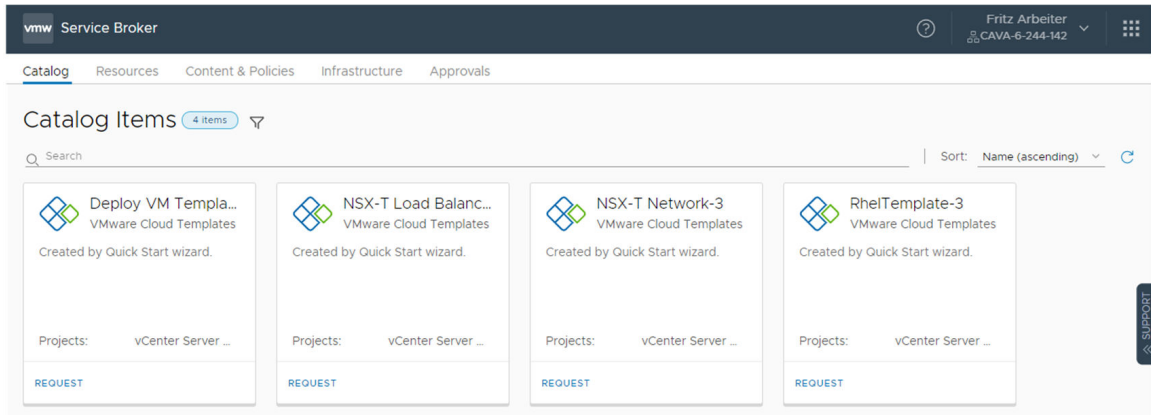 vmw Service Broker
Fritz Arbeiter
CAVA-6-244-142
Catalog Resources Content & Policies Infrastructure Approvals
Catalog Items 4 items
Search
Sort: Name (ascending)
Deploy VM Templa...
VMware Cloud Templates
Created by Quick Start wizard.
Projects: vCenter Server ...
REQUEST
NSX-T Load Balanc...
VMware Cloud Templates
Created by Quick Start wizard.
Projects: vCenter Server ...
REQUEST
NSX-T Network-3
VMware Cloud Templates
Created by Quick Start wizard.
Projects: vCenter Server ...
REQUEST
RhelTemplate-3
VMware Cloud Templates
Created by Quick Start wizard.
Projects: vCenter Server ...
REQUEST
SUPPORT